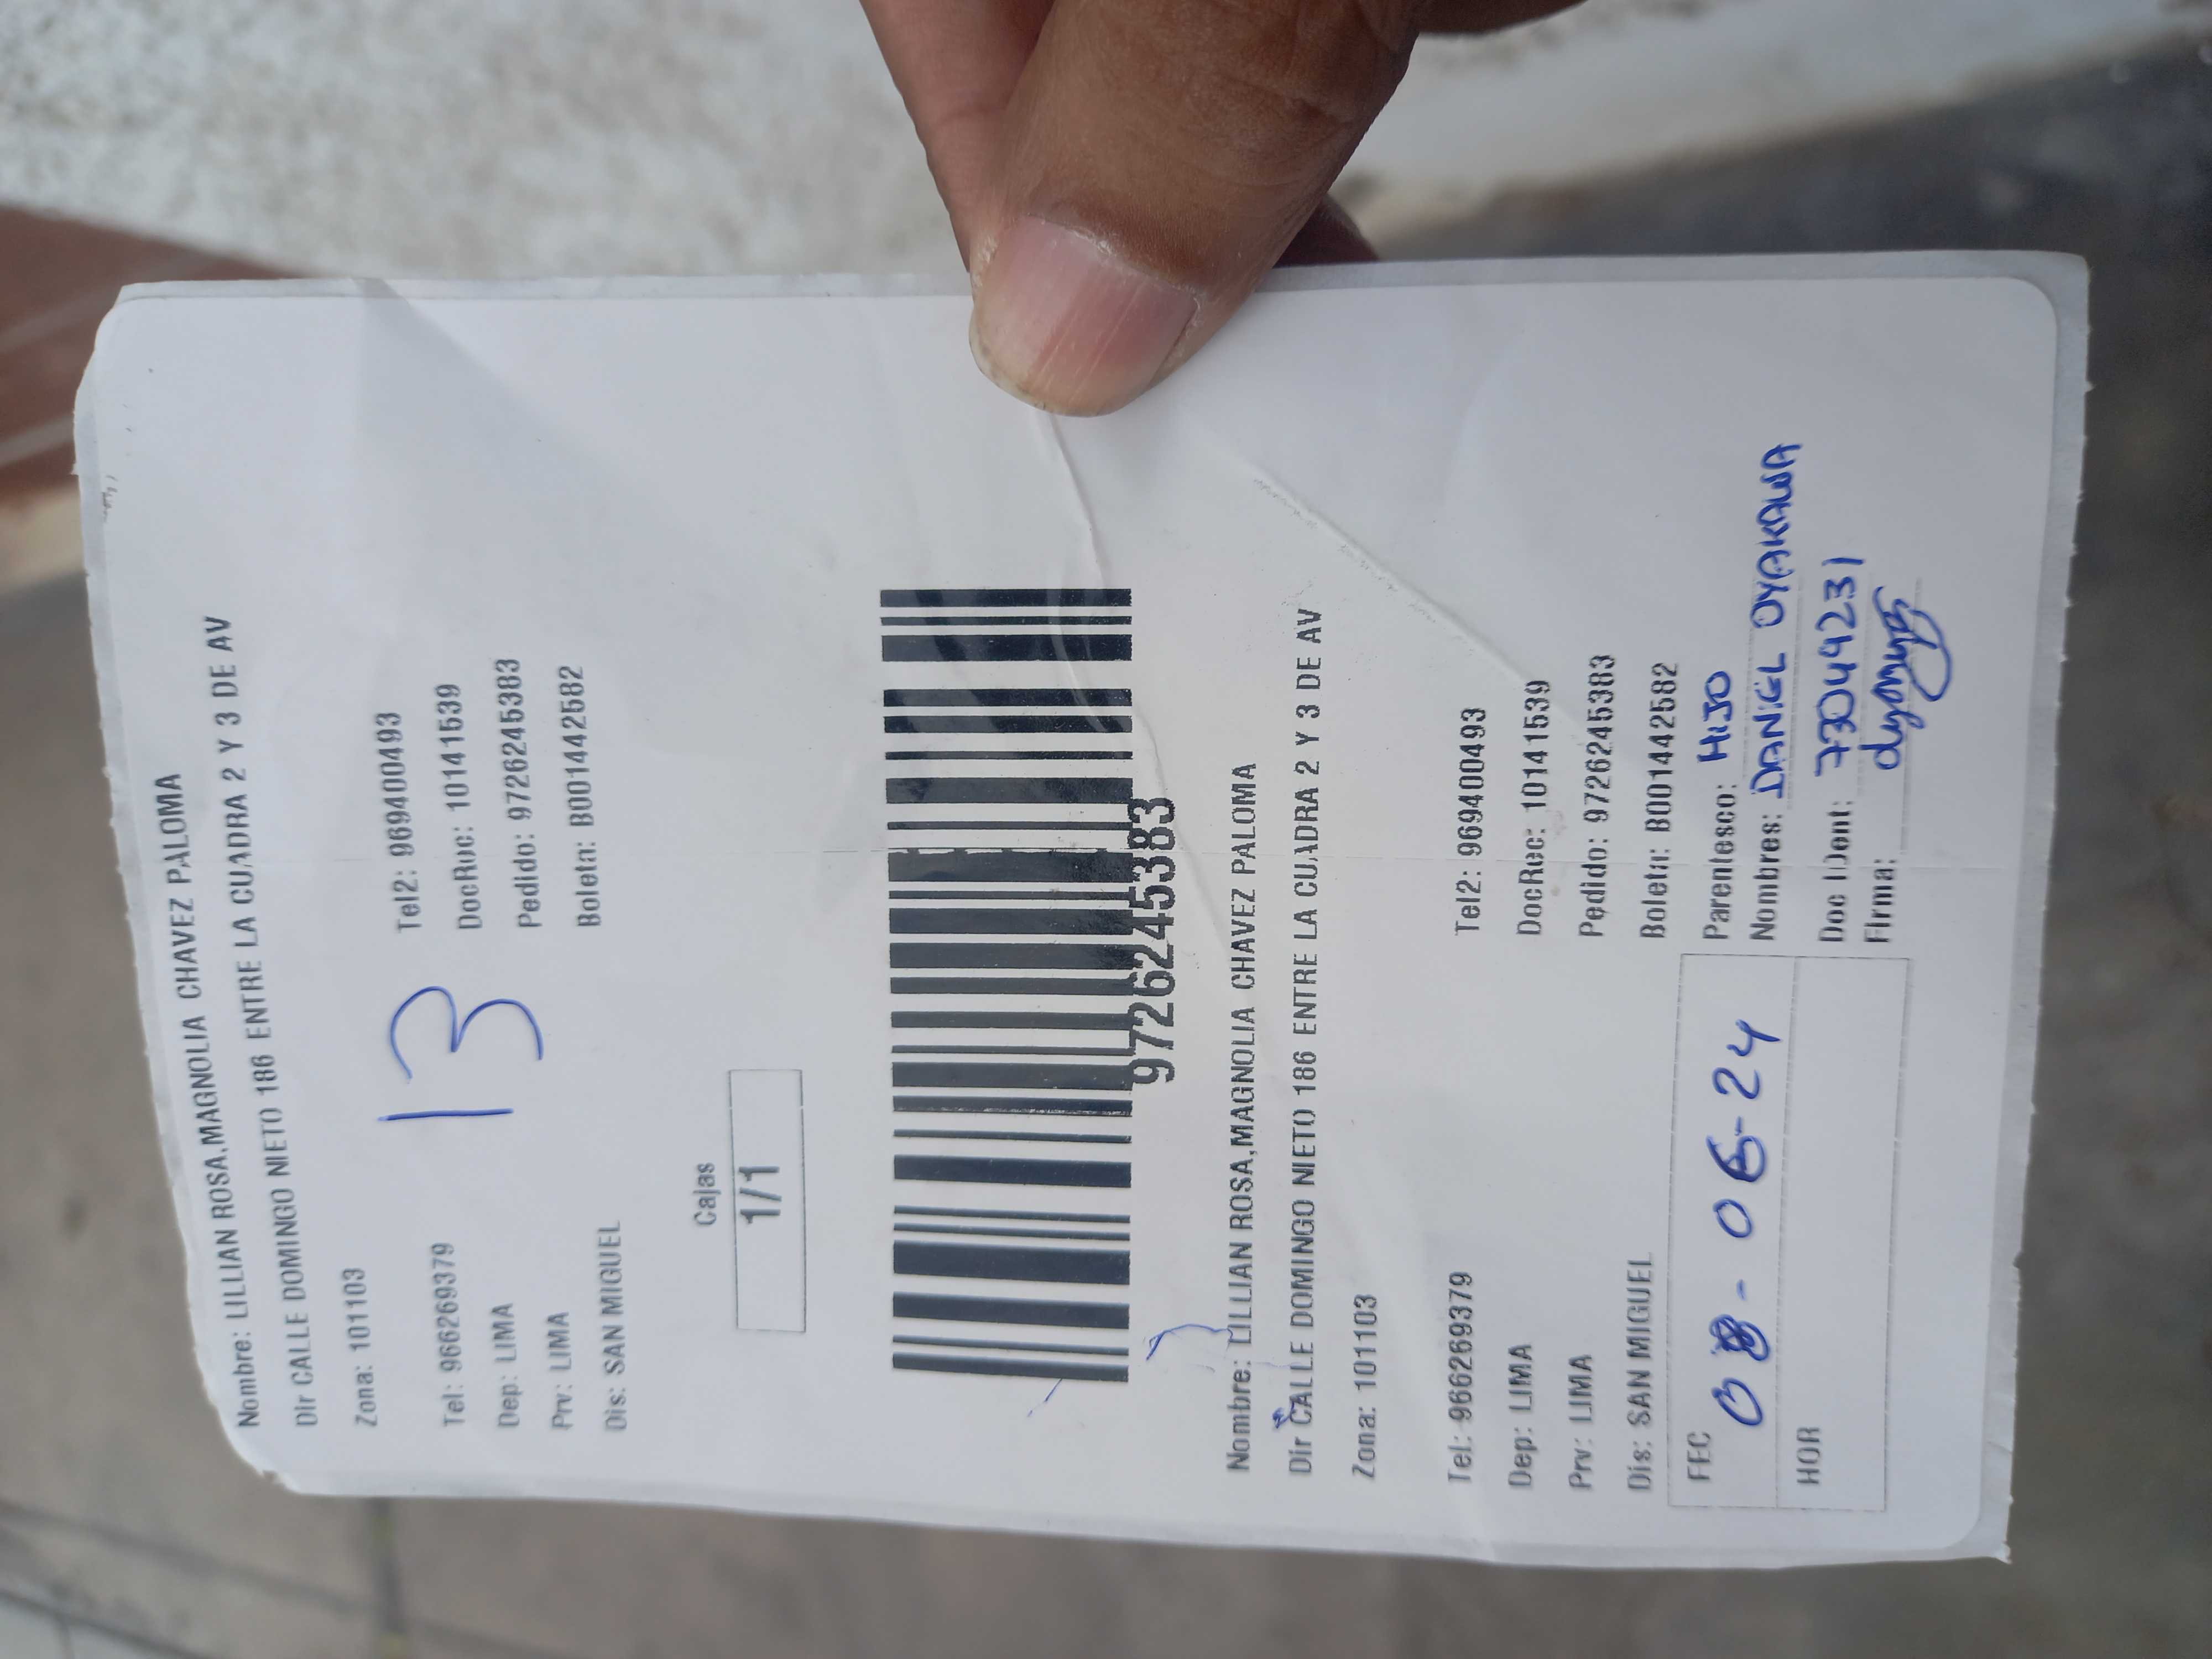 Nombre: LILLIAN ROSA,MAGNOLIA CHAVEZ PALOMA
Dir CALLE DOMINGO NIETO 186 ENTRE LA CUADRA 2 Y 3 DE AV
Zona: 101103
13
Tel: 966269379 Tel2: 969400493
Dep: LIMA DocRuc: 10141539
Prv: LIMA Pedido: 9726245383
Dis: SAN MIGUEL Boleta: B001442582
Cajas
1/1
9726245383
Nombre: LILLIAN ROSA,MAGNOLIA CHAVEZ PALOMA
Dir CALLE DOMINGO NIETO 186 ENTRE LA CUADRA 2 Y 3 DE AV
Zona: 101103
Tel: 966269379 Tel2: 969400493
Dep: LIMA DocRuc: 10141539
Prv: LIMA Pedido: 9726245383
Dis: SAN MIGUEL Boleta: B001442582
FEC 08-06-24 Parentesco: HIJO
Nombres: DANIEL OYAKAWA
HOR Doc Ident: 73049231
Firma: